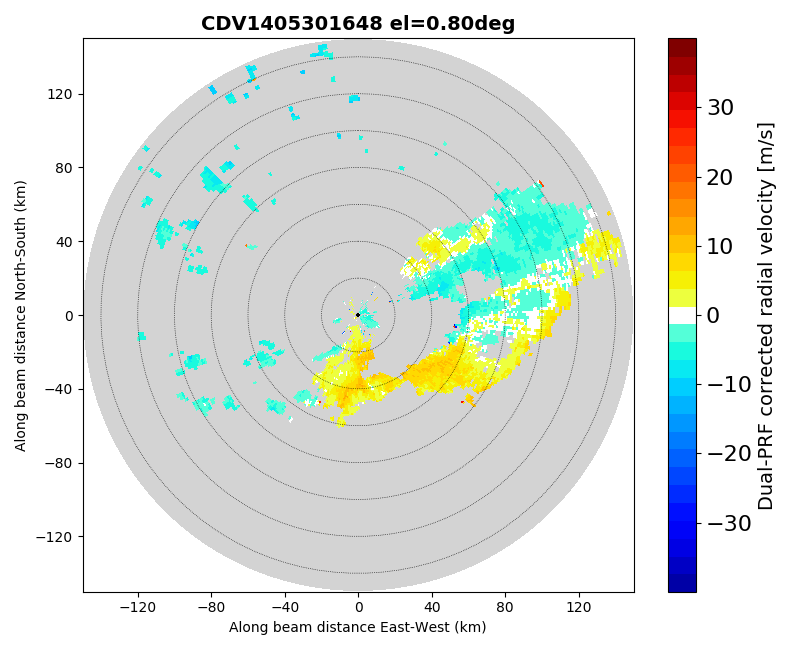 CDV1405301648 el=0.80deg
Along beam distance North-South (km)
120
80
40
0
−40
−80
−120
−120 −80 −40 0 40 80 120
Along beam distance East-West (km)
30
20
10
0
−10
−20
−30
Dual-PRF corrected radial velocity [m/s]